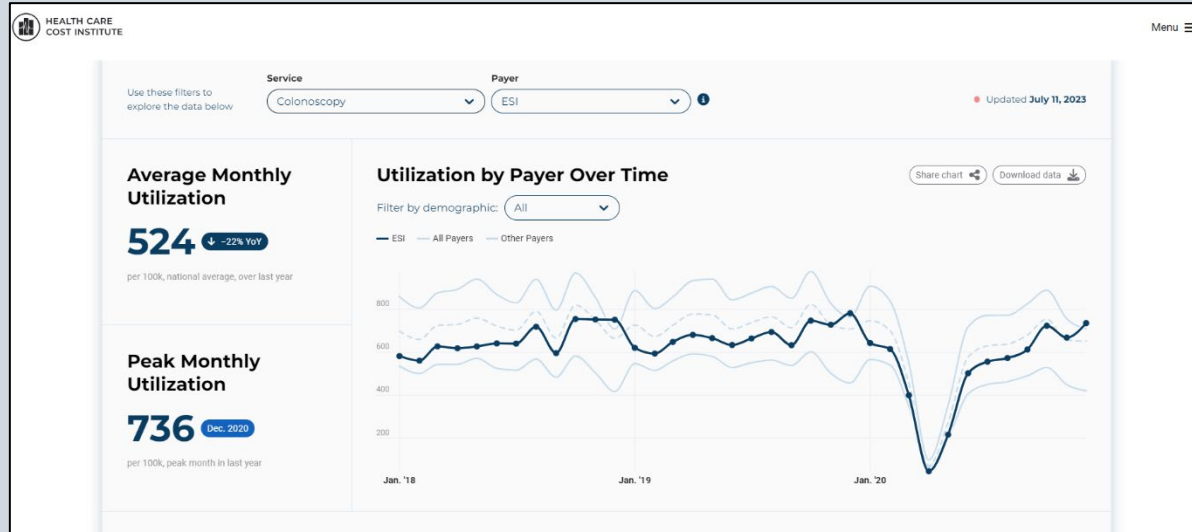 HEALTH CARE
COST INSTITUTE
Menu
Use these filters to
explore the data below
Service
Colonoscopy
Payer
ESI
Updated July 11, 2023
Average Monthly
Utilization
524 -22% YoY
per 100k, national average, over last year
Peak Monthly
Utilization
736 Dec. 2020
per 100k, peak month in last year
Utilization by Payer Over Time
Share chart
Download data
Filter by demographic: All
ESI All Payers Other Payers
800
600
400
200
Jan. '18 Jan. '19 Jan. '20